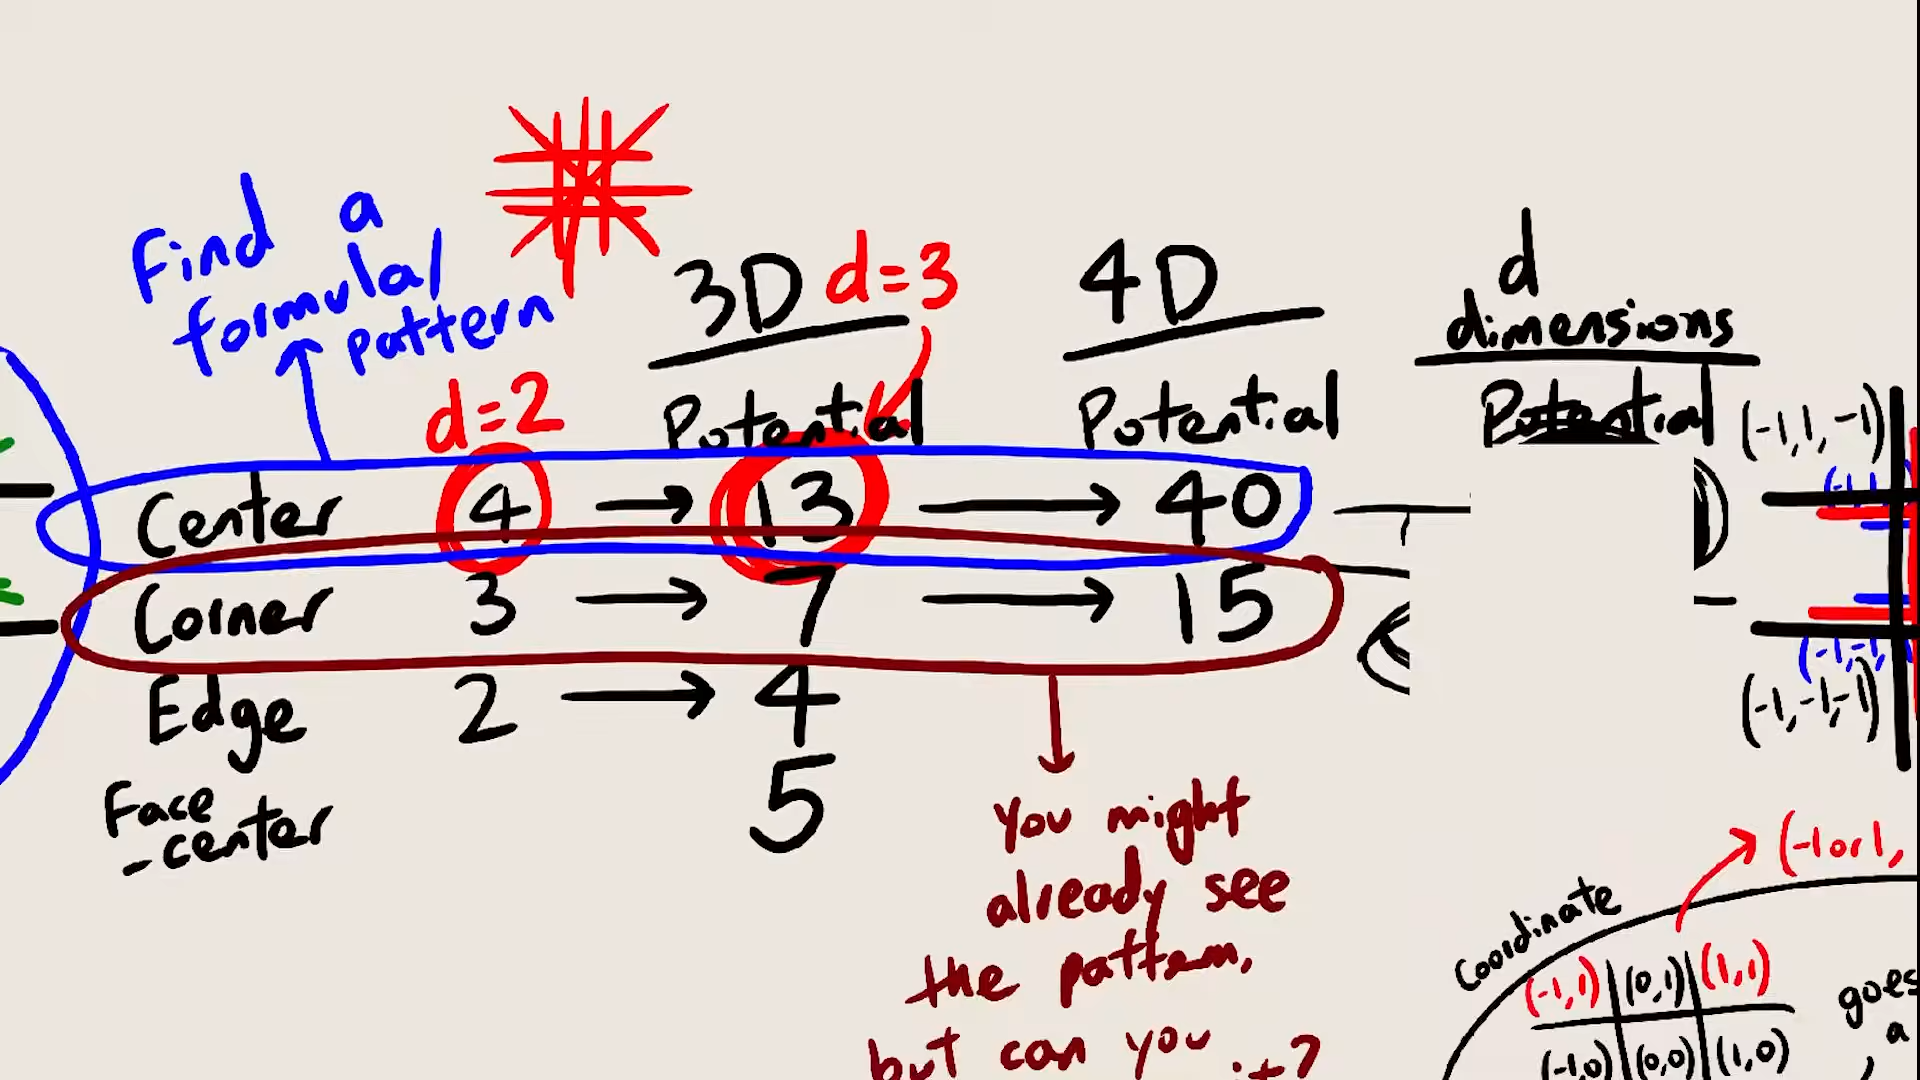 Find a
formula/
pattern
d=2
3D d=3
Potential
4D
Potential
d
dimensions
Potential
Center 4 → 13 → 40
Corner 3 → 7 → 15
Edge 2 → 4
Face
-center 5
You might
already see
the pattern,
but can you
it?
(-1,1,-1)
(-1,-1,-1)
(-1 or 1,
Coordinate
(-1,1) (0,1) (1,1)
(-1,0) (0,0) (1,0)
goes
a